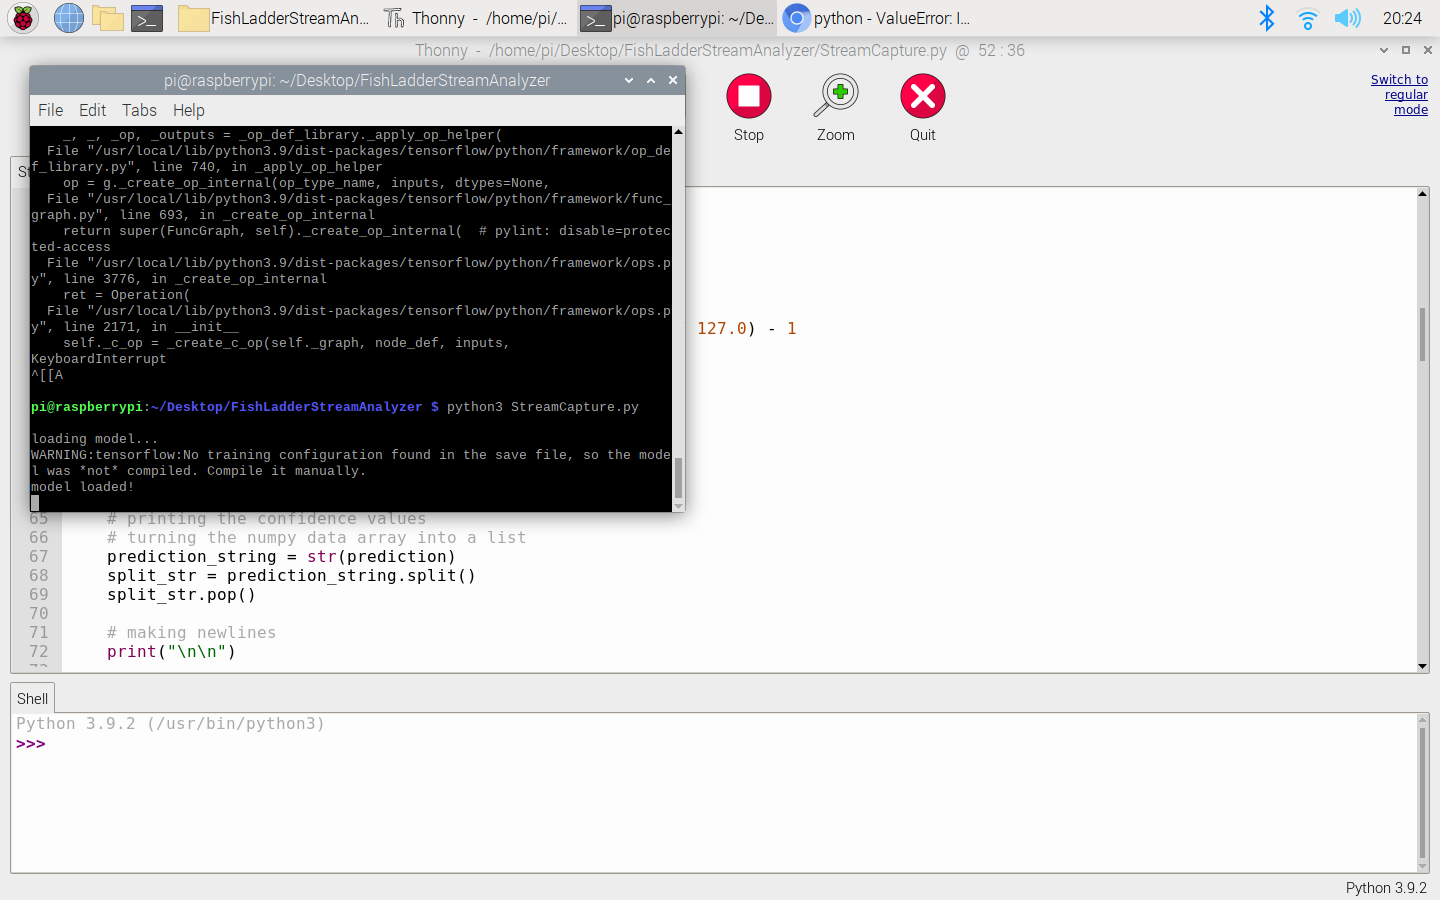 FishLadderStreamAn...
Thonny - /home/pi/...
pi@raspberrypi: ~/De...
python - ValueError: I...
20:24
Thonny - /home/pi/Desktop/FishLadderStreamAnalyzer/StreamCapture.py @ 52 : 36
pi@raspberrypi: ~/Desktop/FishLadderStreamAnalyzer
File Edit Tabs Help
Stop
Zoom
Quit
Switch to
regular
mode
_, _, _op, _outputs = _op_def_library._apply_op_helper(
File "/usr/local/lib/python3.9/dist-packages/tensorflow/python/framework/op_de
f_library.py", line 740, in _apply_op_helper
op = g._create_op_internal(op_type_name, inputs, dtypes=None,
File "/usr/local/lib/python3.9/dist-packages/tensorflow/python/framework/func_
graph.py", line 693, in _create_op_internal
return super(FuncGraph, self)._create_op_internal(  # pylint: disable=protec
ted-access
File "/usr/local/lib/python3.9/dist-packages/tensorflow/python/framework/ops.p
y", line 3776, in _create_op_internal
ret = Operation(
File "/usr/local/lib/python3.9/dist-packages/tensorflow/python/framework/ops.p
y", line 2171, in __init__
self._c_op = _create_c_op(self._graph, node_def, inputs,
KeyboardInterrupt
^[[A
pi@raspberrypi:~/Desktop/FishLadderStreamAnalyzer $ python3 StreamCapture.py
loading model...
WARNING:tensorflow:No training configuration found in the save file, so the mode
l was *not* compiled. Compile it manually.
model loaded!
127.0) - 1
65 # printing the confidence values
66 # turning the numpy data array into a list
67 prediction_string = str(prediction)
68 split_str = prediction_string.split()
69 split_str.pop()
70
71 # making newlines
72 print("\n\n")
Shell
Python 3.9.2 (/usr/bin/python3)
>>>
Python 3.9.2